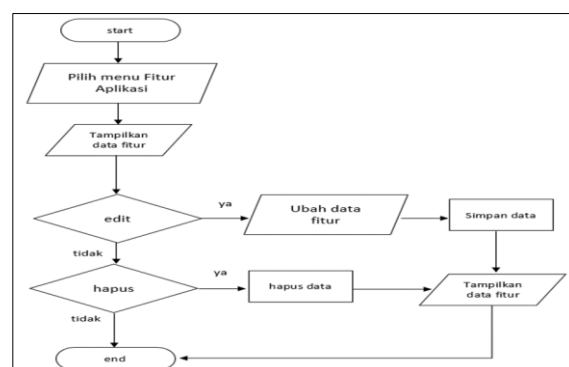 start
Pilih menu Fitur
Aplikasi
Tampilkan
data fitur
edit
ya
Ubah data
fitur
Simpan data
tidak
hapus
ya
hapus data
Tampilkan
data fitur
tidak
end